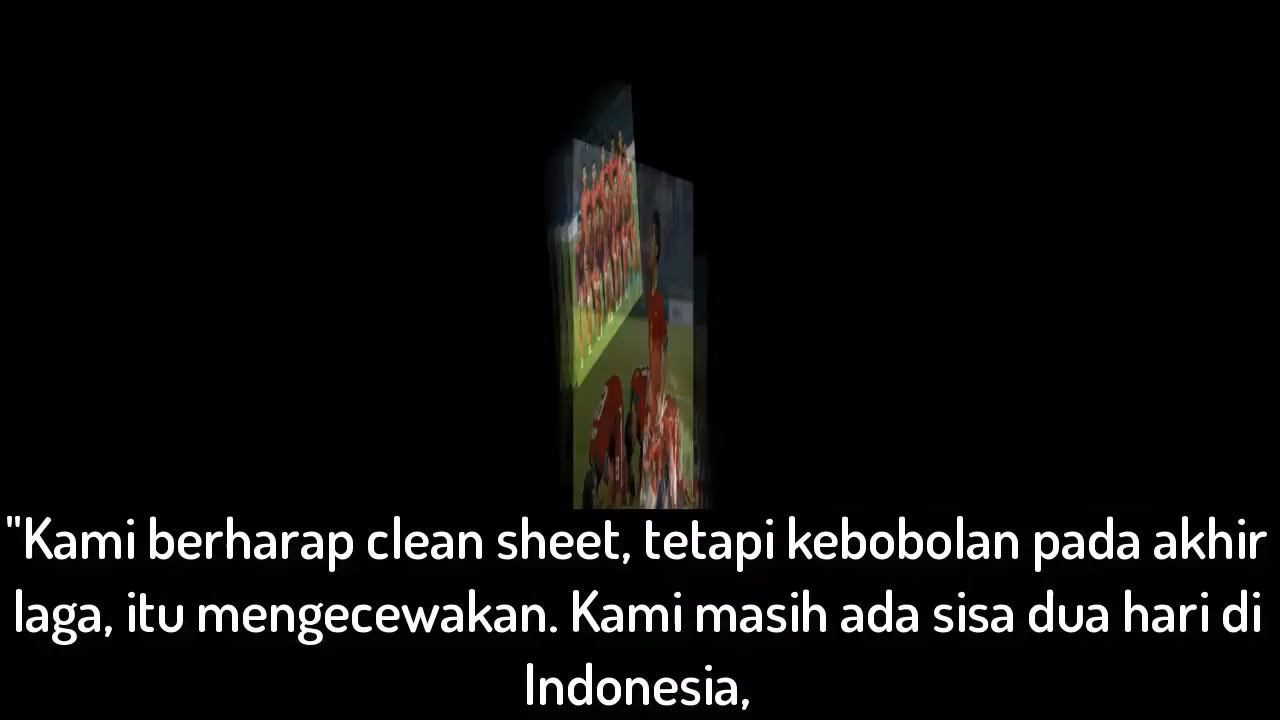 "Kami berharap clean sheet, tetapi kebobolan pada akhir
laga, itu mengecewakan. Kami masih ada sisa dua hari di
Indonesia,